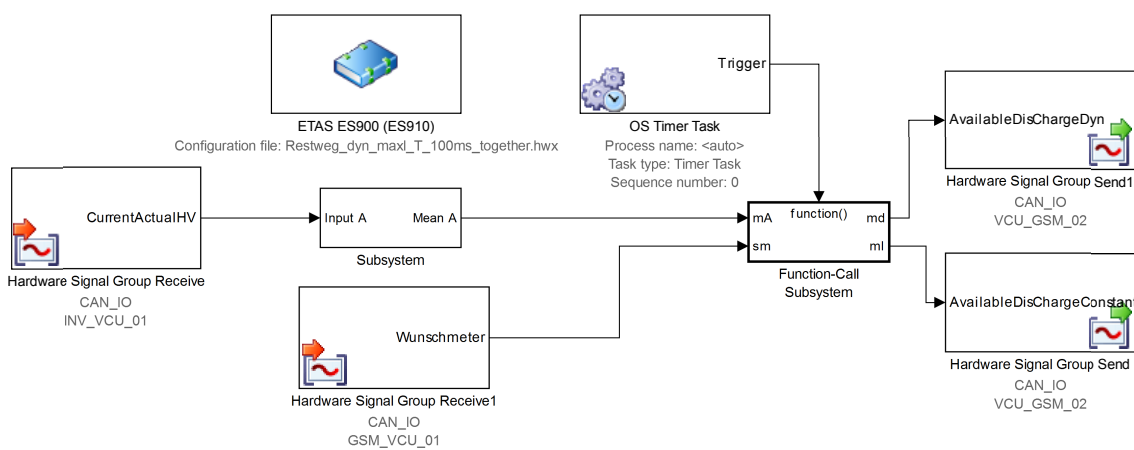 ETAS ES900 (ES910)
Configuration file: Restweg_dyn_maxI_T_100ms_together.hwx
Trigger
OS Timer Task
Process name: <auto>
Task type: Timer Task
Sequence number: 0
AvailableDisChargeDyn
Hardware Signal Group Send1
CAN_IO
VCU_GSM_02
CurrentActualHV
Hardware Signal Group Receive
CAN_IO
INV_VCU_01
Input A
Mean A
Subsystem
function()
mA
md
sm
ml
Function-Call
Subsystem
Wunschmeter
Hardware Signal Group Receive1
CAN_IO
GSM_VCU_01
AvailableDisChargeConstant
Hardware Signal Group Send
CAN_IO
VCU_GSM_02